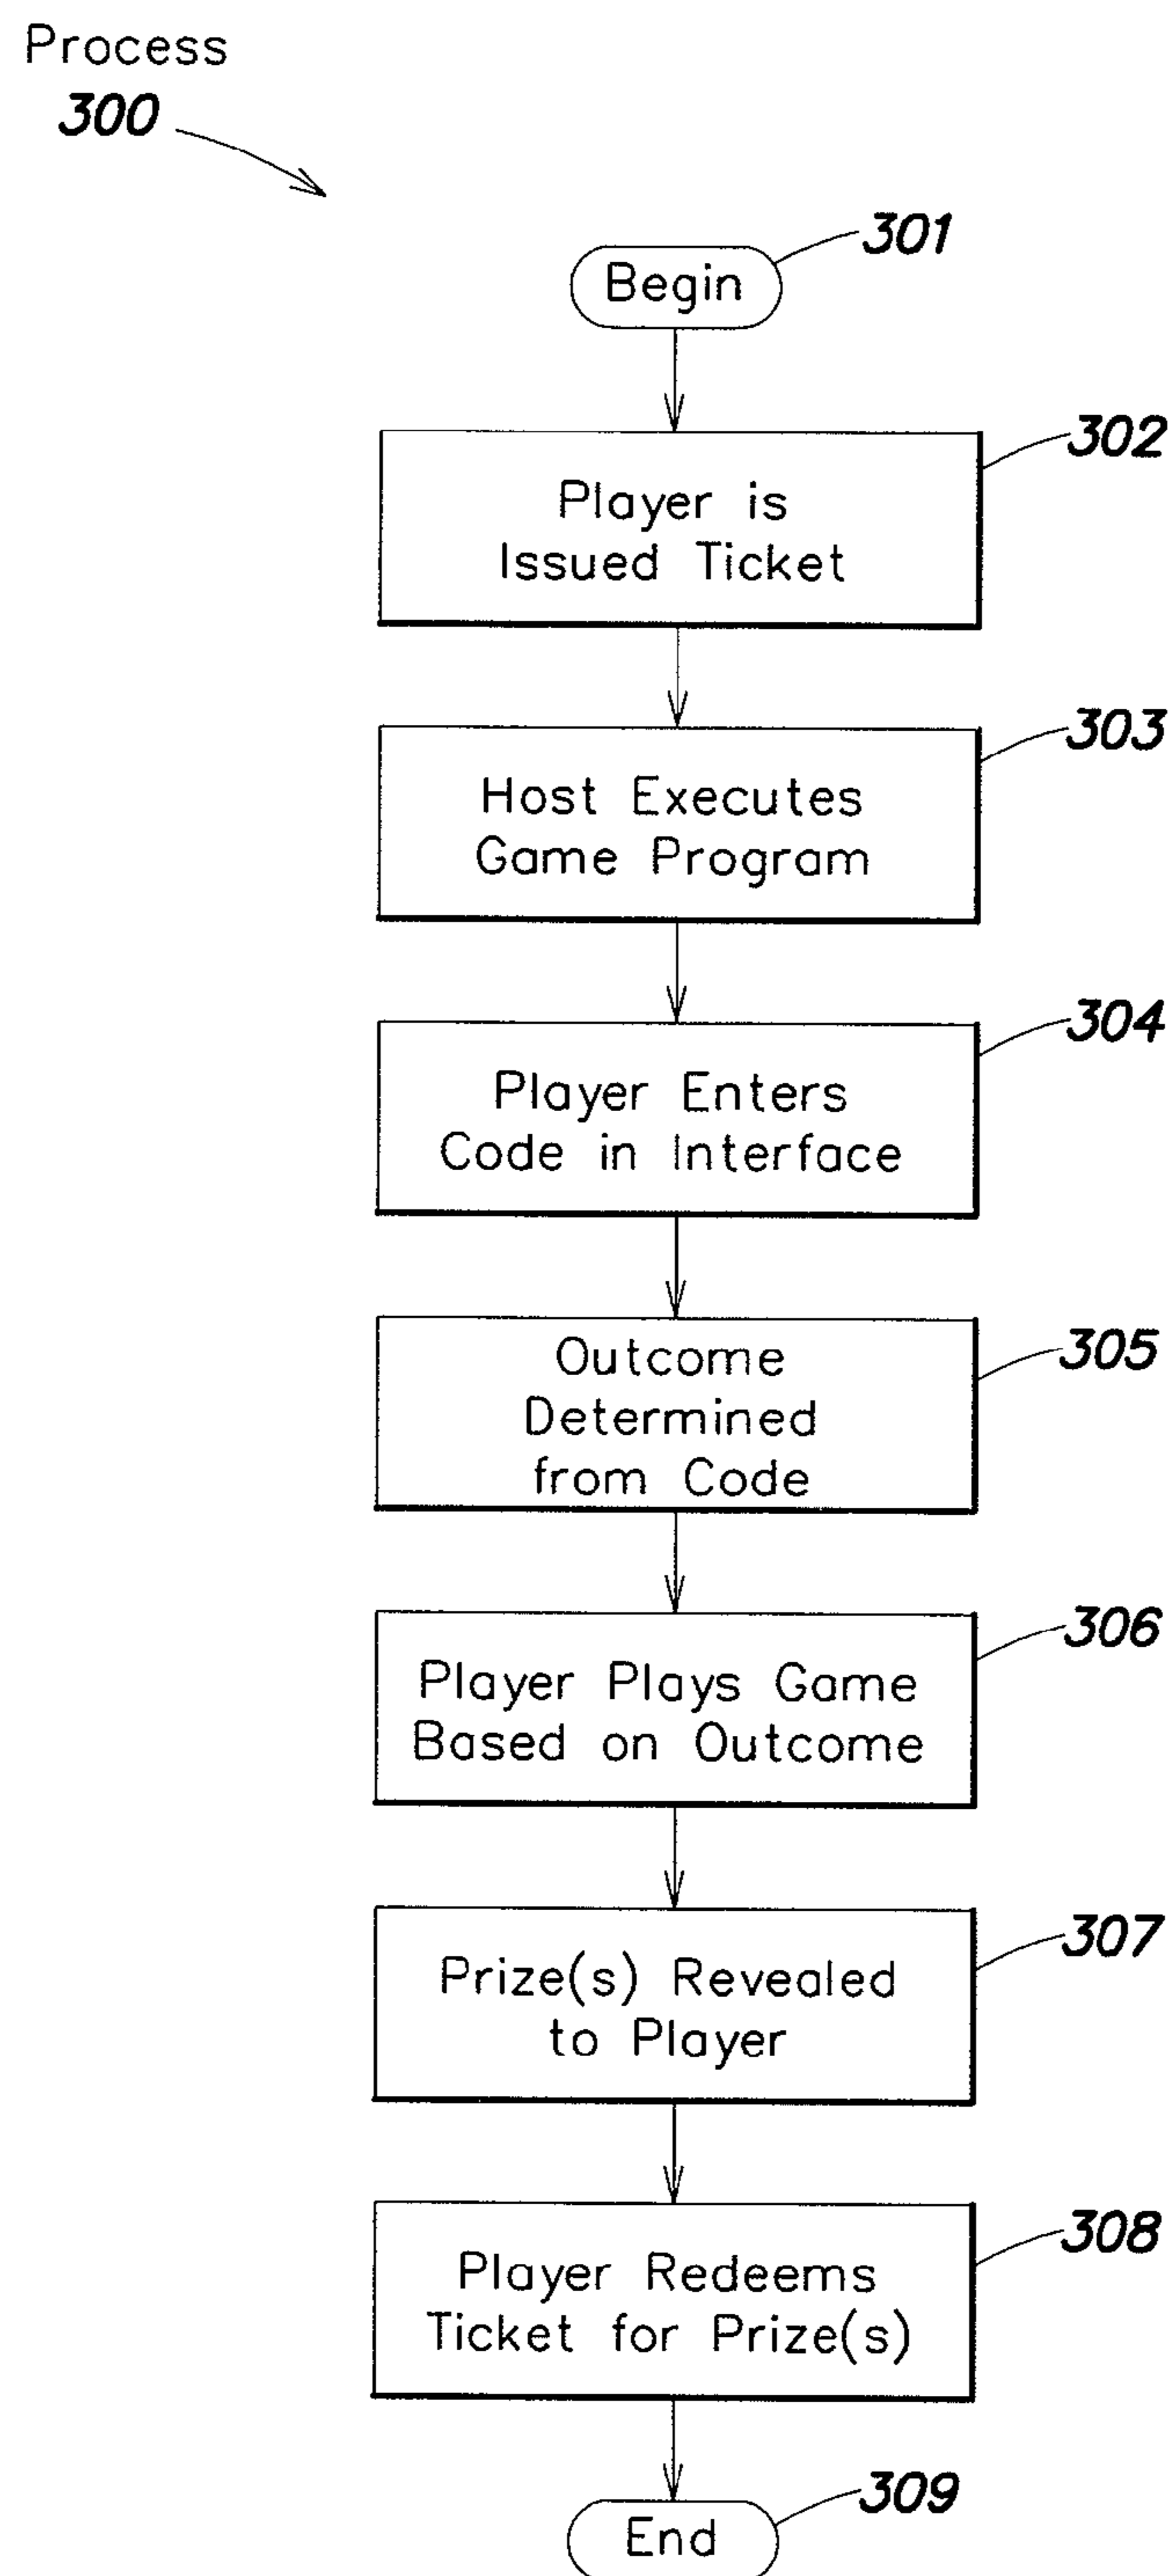 Process
300
301
Begin
302
Player is
Issued Ticket
303
Host Executes
Game Program
304
Player Enters
Code in Interface
305
Outcome
Determined
from Code
306
Player Plays Game
Based on Outcome
307
Prize(s) Revealed
to Player
308
Player Redeems
Ticket for Prize(s)
309
End